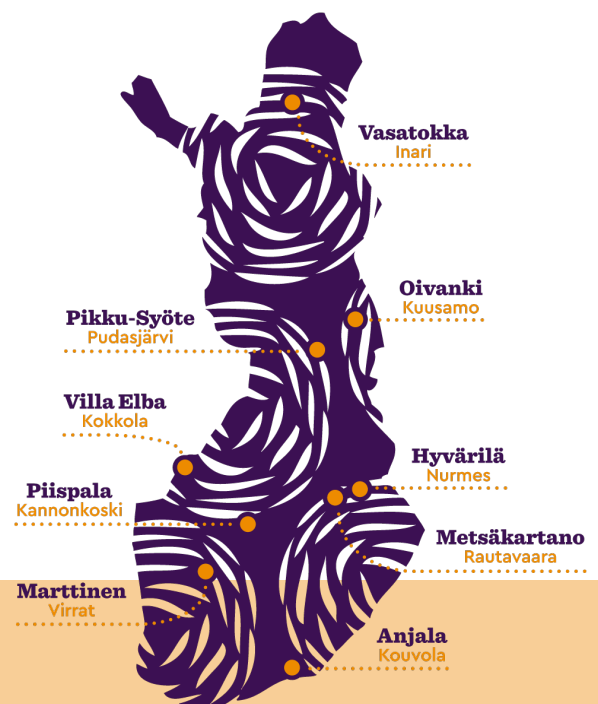 Vasatokka
Inari
Oivanki
Kuusamo
Pikku-Syöte
Pudasjärvi
Villa Elba
Kokkola
Hyvärilä
Nurmes
Piispala
Kannonkoski
Metsäkartano
Rautavaara
Marttinen
Virrat
Anjala
Kouvola